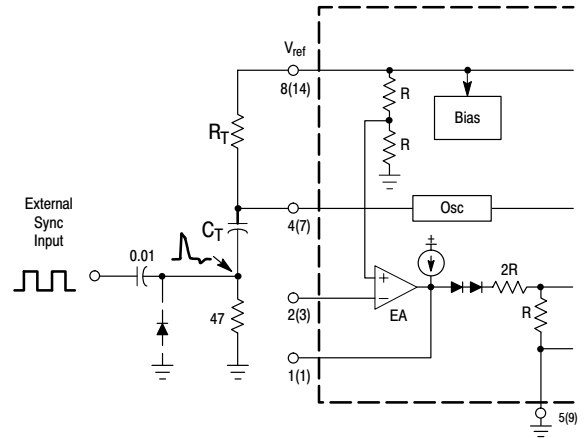 V_ref
8(14)
R
Bias
R_T
R
External
Sync
Input
C_T
4(7)
Osc
0.01
2R
+
−
EA
R
47
2(3)
1(1)
5(9)